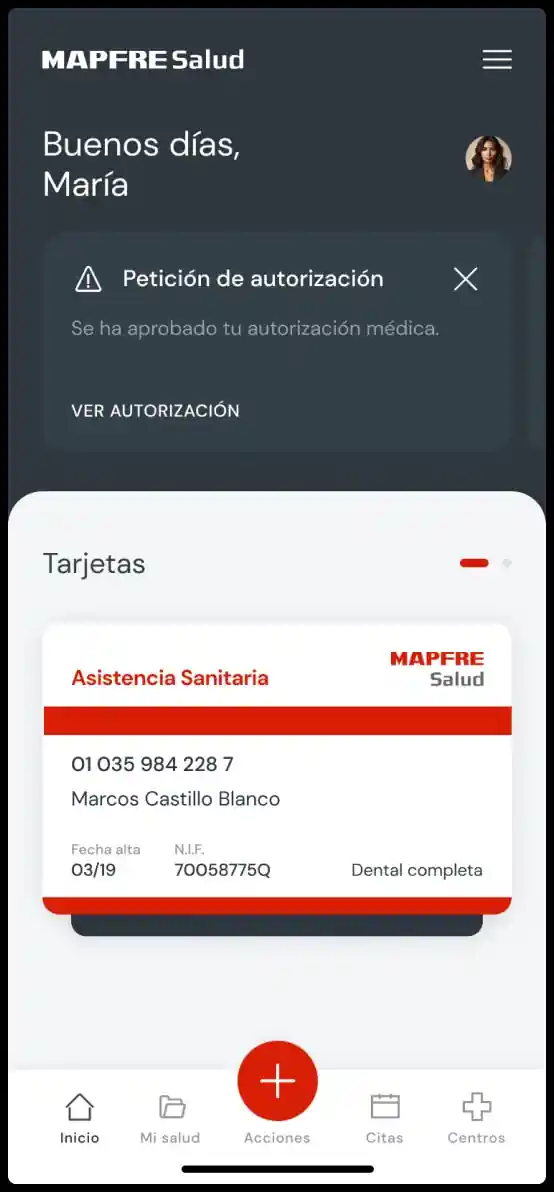 MAPFRE Salud
Buenos días,
María
Petición de autorización
Se ha aprobado tu autorización médica.
VER AUTORIZACIÓN
Tarjetas
MAPFRE
Salud
Asistencia Sanitaria
01 035 984 228 7
Marcos Castillo Blanco
Fecha alta N.I.F.
03/19 70058775Q Dental completa
Inicio Mi salud Acciones Citas Centros